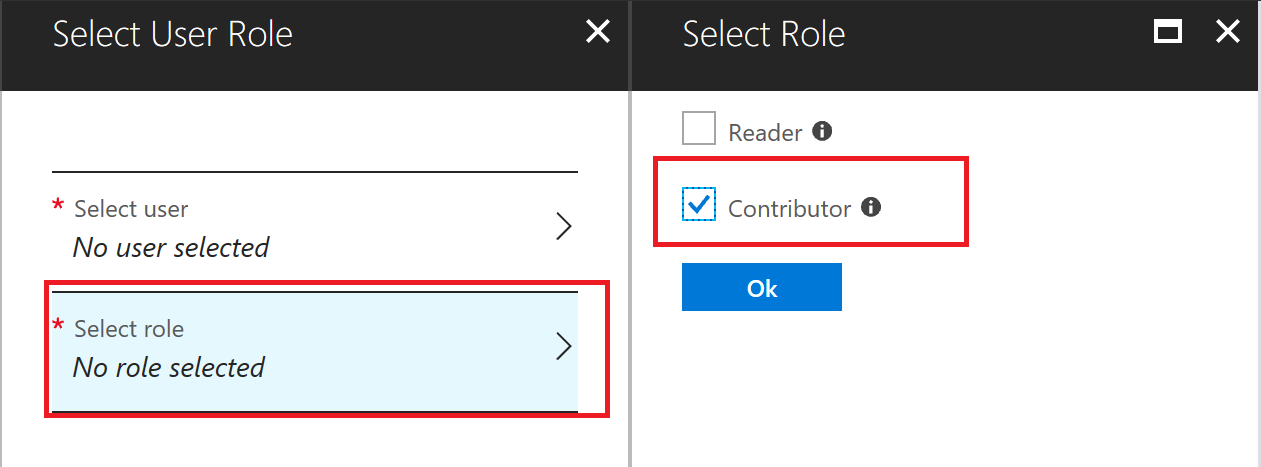 Select User Role
* Select user
No user selected
* Select role
No role selected
Select Role
Reader
Contributor
Ok